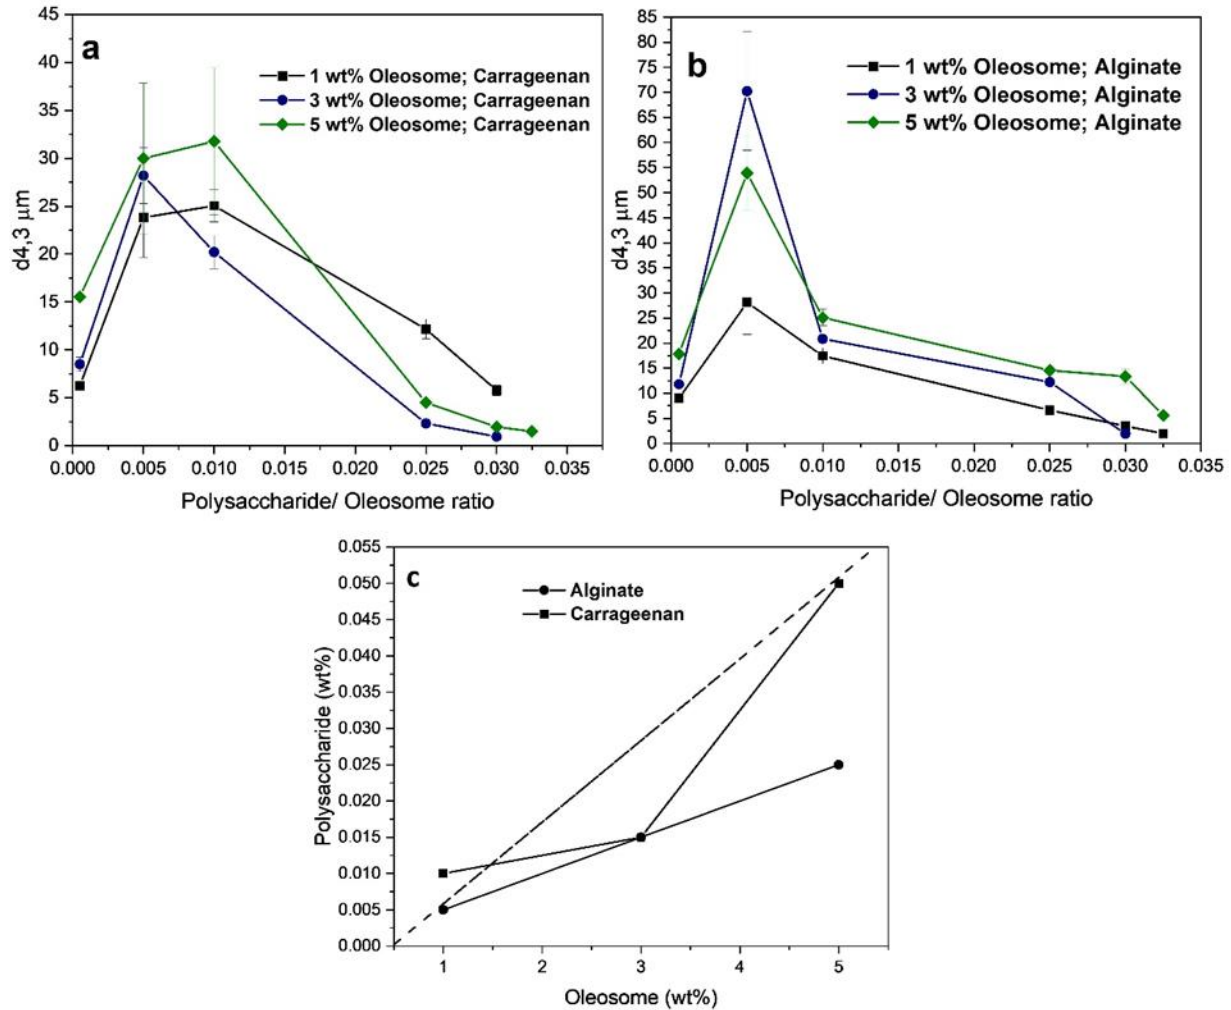 a
1 wt% Oleosome; Carrageenan
3 wt% Oleosome; Carrageenan
5 wt% Oleosome; Carrageenan
45
40
35
30
25
20
15
10
5
0
d4,3 μm
0.000 0.005 0.010 0.015 0.020 0.025 0.030 0.035
Polysaccharide/ Oleosome ratio
b
1 wt% Oleosome; Alginate
3 wt% Oleosome; Alginate
5 wt% Oleosome; Alginate
85
80
75
70
65
60
55
50
45
40
35
30
25
20
15
10
5
0
d4,3 μm
0.000 0.005 0.010 0.015 0.020 0.025 0.030 0.035
Polysaccharide/ Oleosome ratio
c
Alginate
Carrageenan
0.055
0.050
0.045
0.040
0.035
0.030
0.025
0.020
0.015
0.010
0.005
0.000
Polysaccharide (wt%)
1 2 3 4 5
Oleosome (wt%)